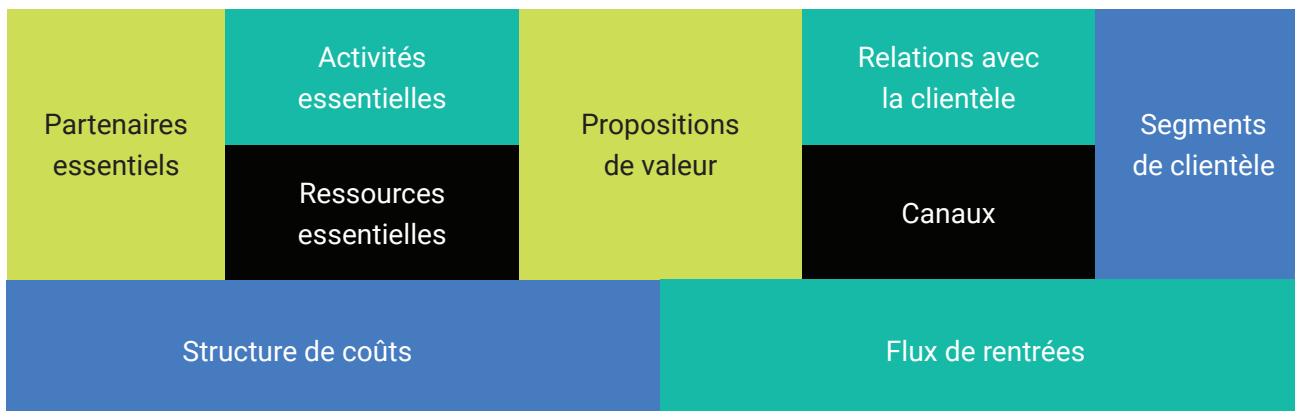 Partenaires
essentiels
Activités
essentielles
Ressources
essentielles
Propositions
de valeur
Relations avec
la clientèle
Canaux
Segments
de clientèle
Structure de coûts
Flux de rentrées